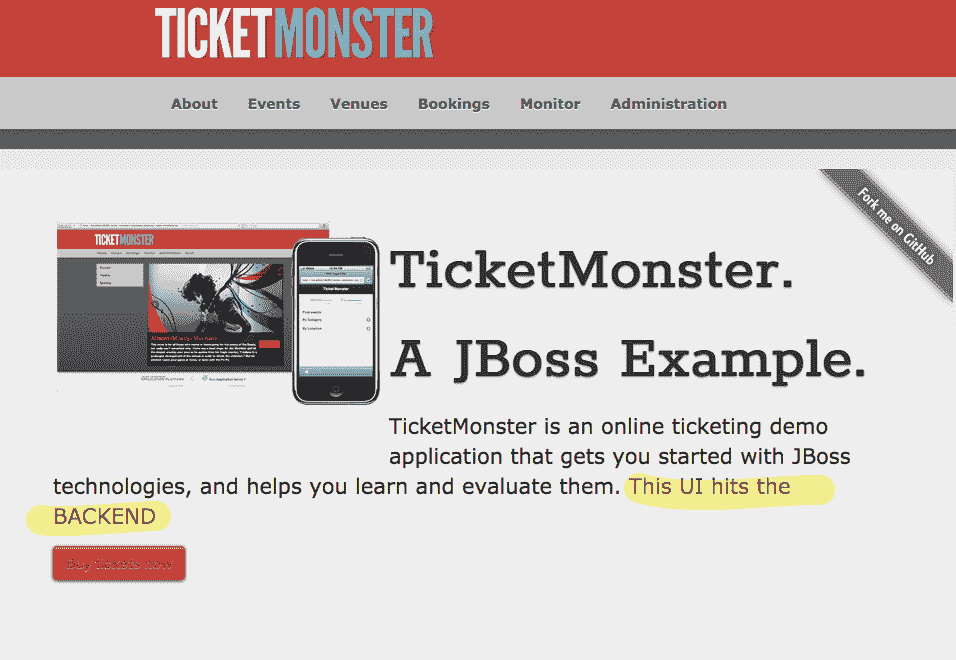 TICKETMONSTER
About Events Venues Bookings Monitor Administration
Fork me on GitHub
TICKETMONSTER
TicketMonster.
A JBoss Example.
TicketMonster is an online ticketing demo
application that gets you started with JBoss
technologies, and helps you learn and evaluate them. This UI hits the
BACKEND
Buy tickets now